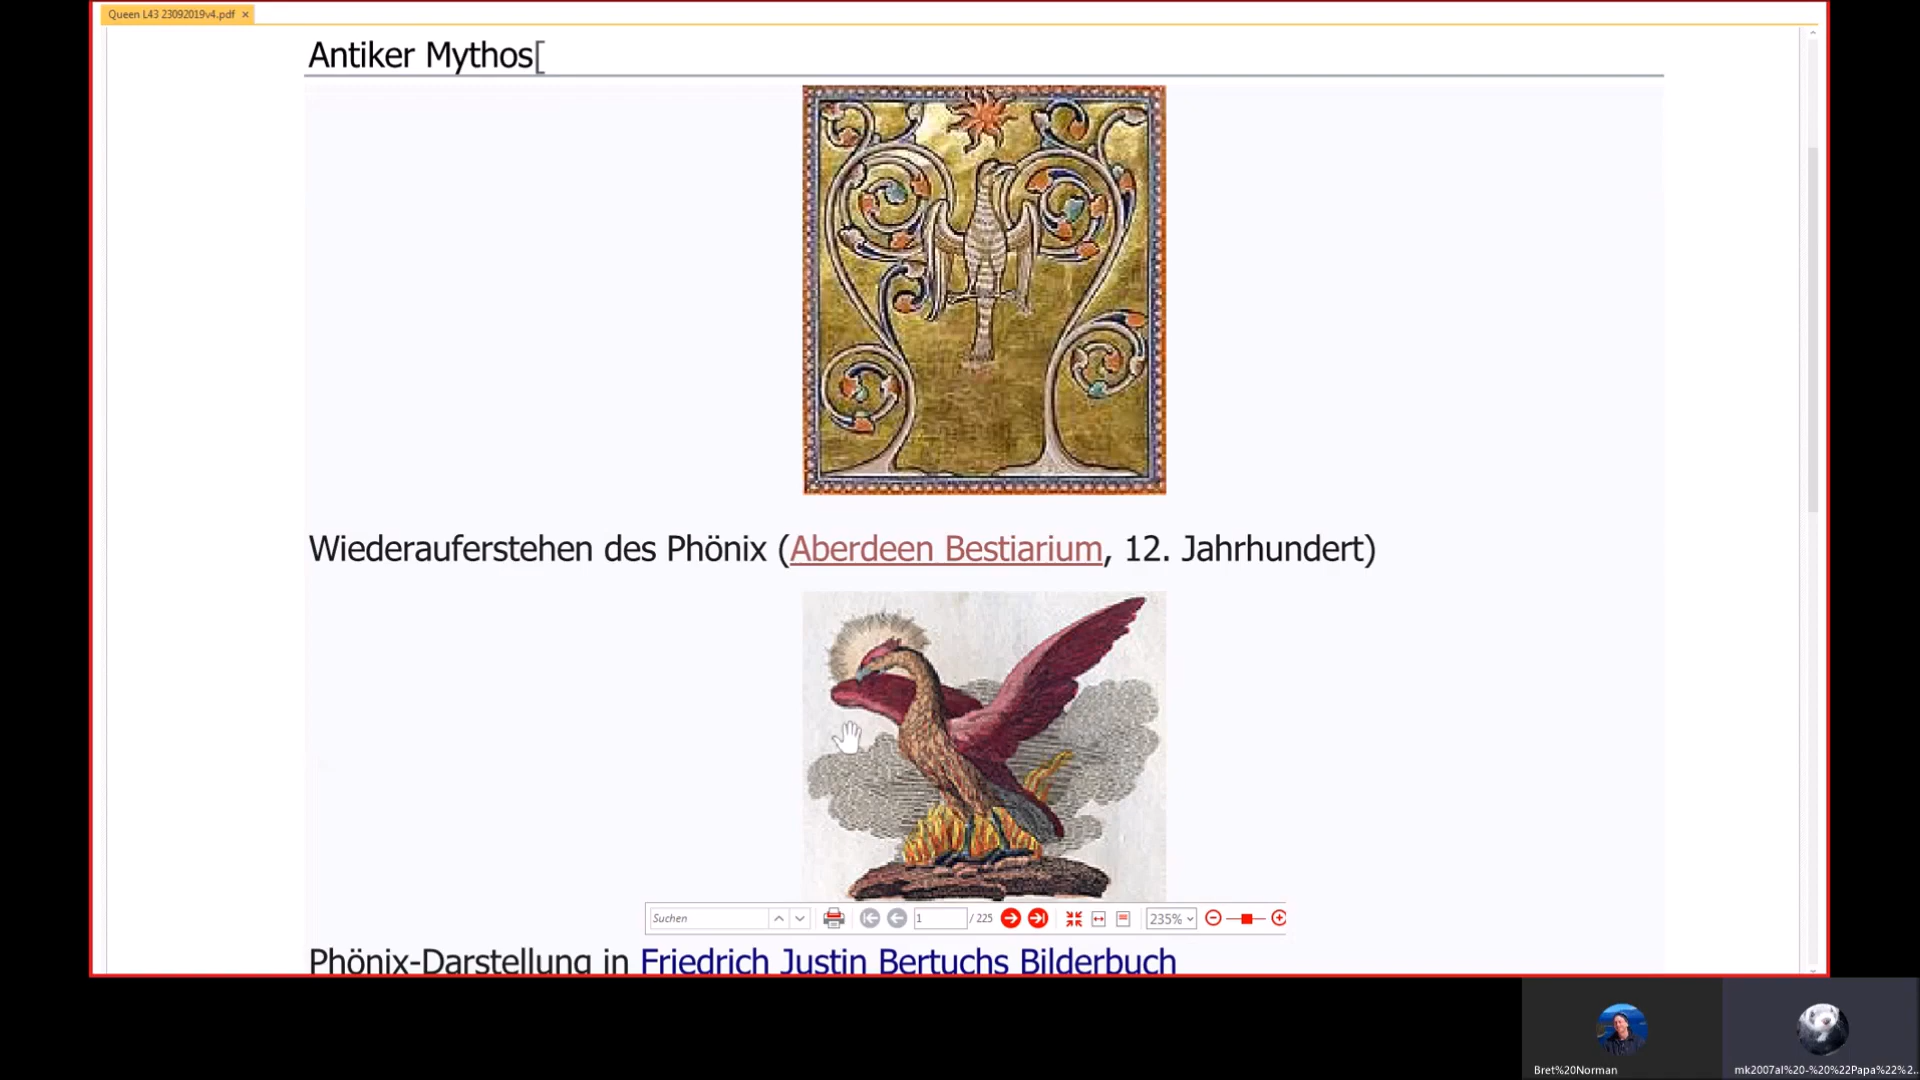 Queen L43 23092019v4.pdf ×
Antiker Mythos[
Wiederauferstehen des Phönix (Aberdeen Bestiarium, 12. Jahrhundert)
Suchen
1
/ 225
235%
Phönix-Darstellung in Friedrich Justin Bertuchs Bilderbuch
Bret%20Norman
mk2007al%20-%20%22Papa%22%2...